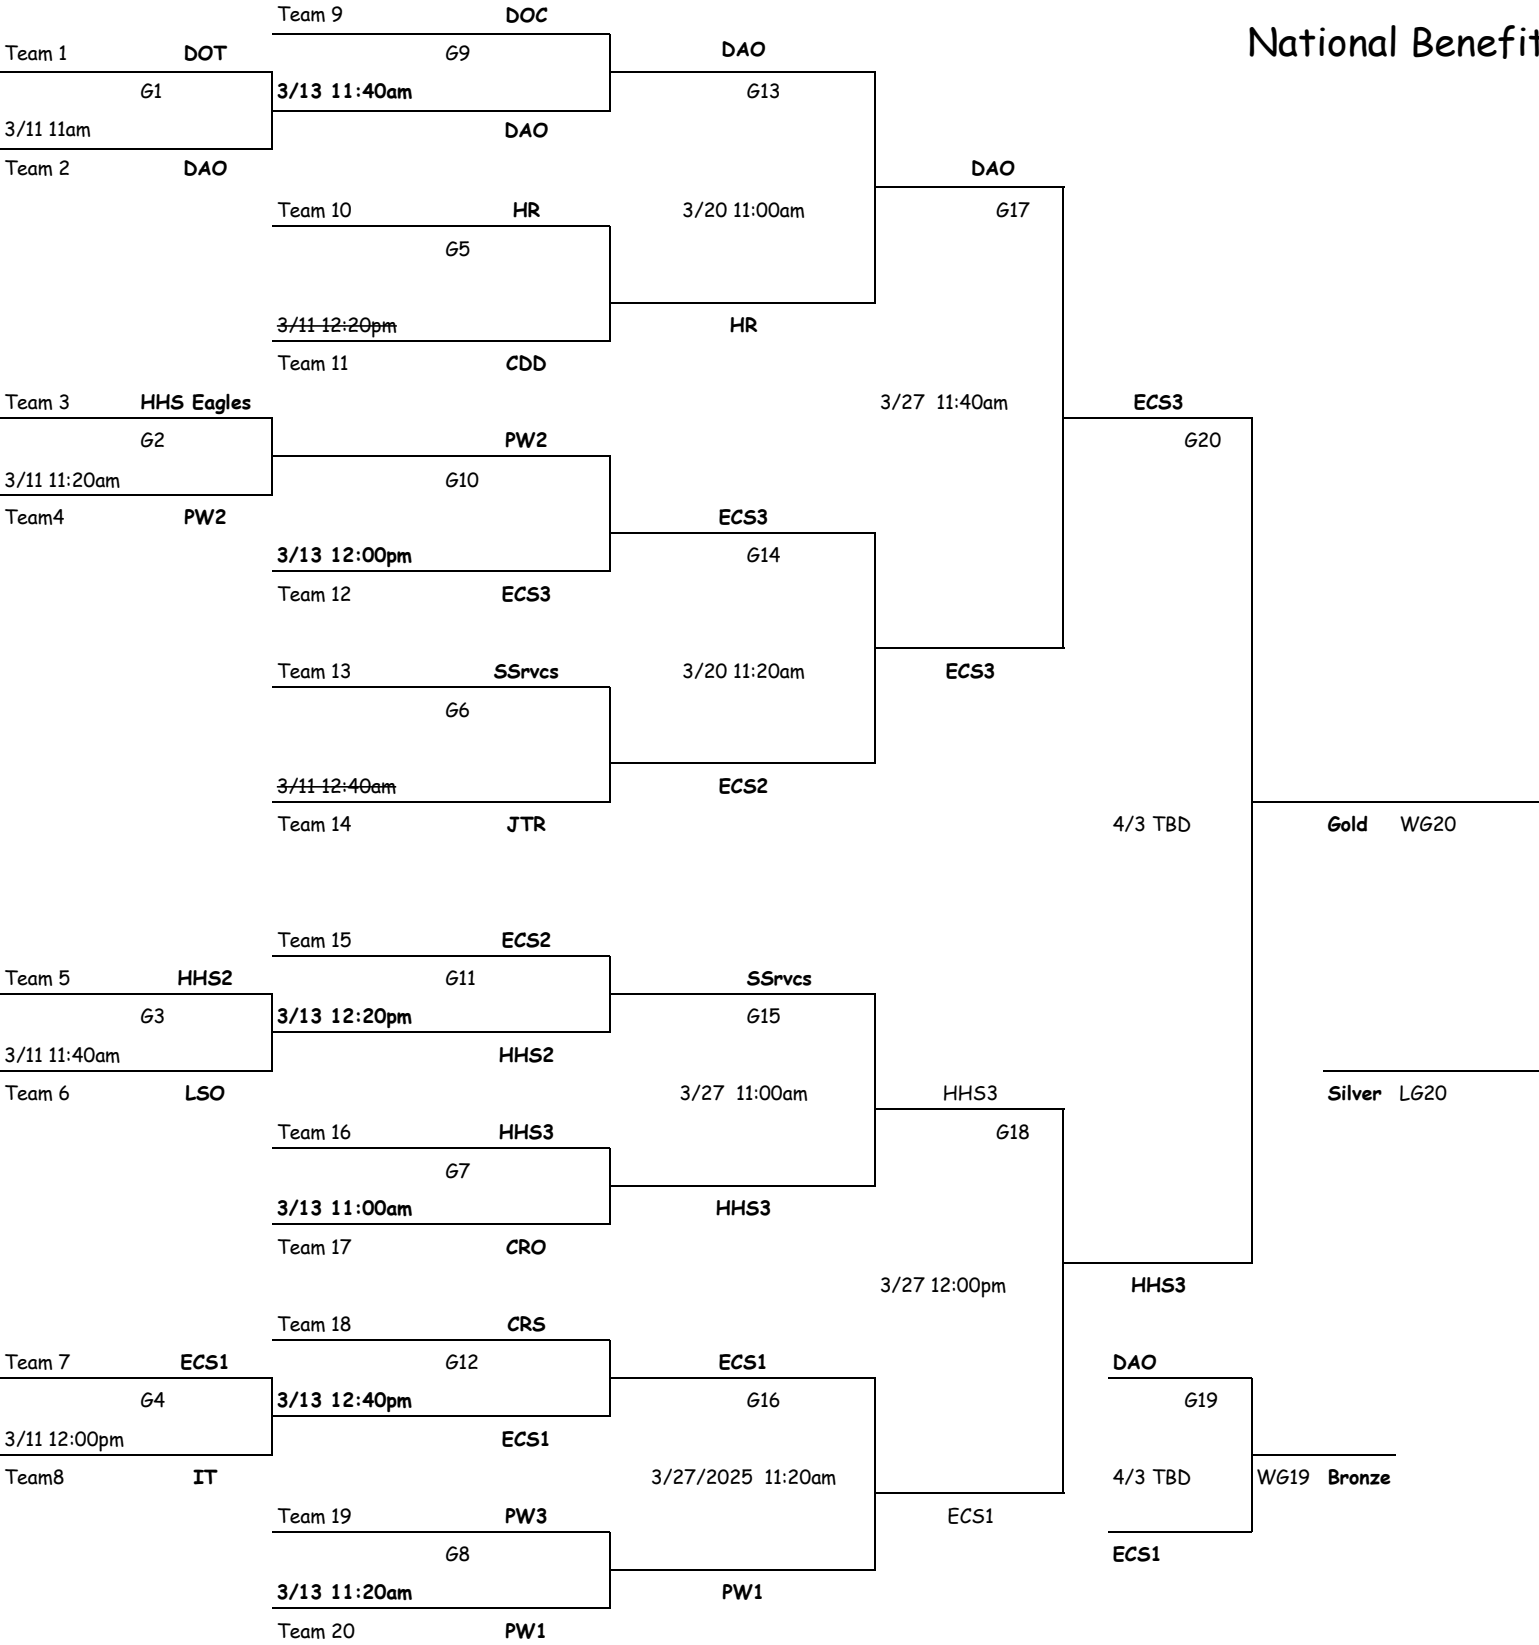 Team 9 DOC
National Benefit
Team 1 DOT G9 DAO
G1 3/13 11:40am G13
3/11 11am DAO
Team 2 DAO DAO
Team 10 HR 3/20 11:00am G17
G5
3/11 12:20pm HR
Team 11 CDD
Team 3 HHS Eagles 3/27 11:40am ECS3
G2 PW2 G20
3/11 11:20am G10
Team4 PW2 ECS3
3/13 12:00pm G14
Team 12 ECS3
Team 13 SSrvcs 3/20 11:20am ECS3
G6
3/11 12:40am ECS2
Team 14 JTR 4/3 TBD Gold WG20
Team 15 ECS2
Team 5 HHS2 G11 SSrvcs
G3 3/13 12:20pm G15
3/11 11:40am HHS2
Team 6 LSO 3/27 11:00am HHS3 Silver LG20
Team 16 HHS3 G18
G7
3/13 11:00am HHS3
Team 17 CRO
3/27 12:00pm HHS3
Team 18 CRS
Team 7 ECS1 G12 ECS1 DAO
G4 3/13 12:40pm G16 G19
3/11 12:00pm ECS1
Team8 IT 3/27/2025 11:20am 4/3 TBD WG19 Bronze
Team 19 PW3 ECS1
G8 ECS1
3/13 11:20am PW1
Team 20 PW1